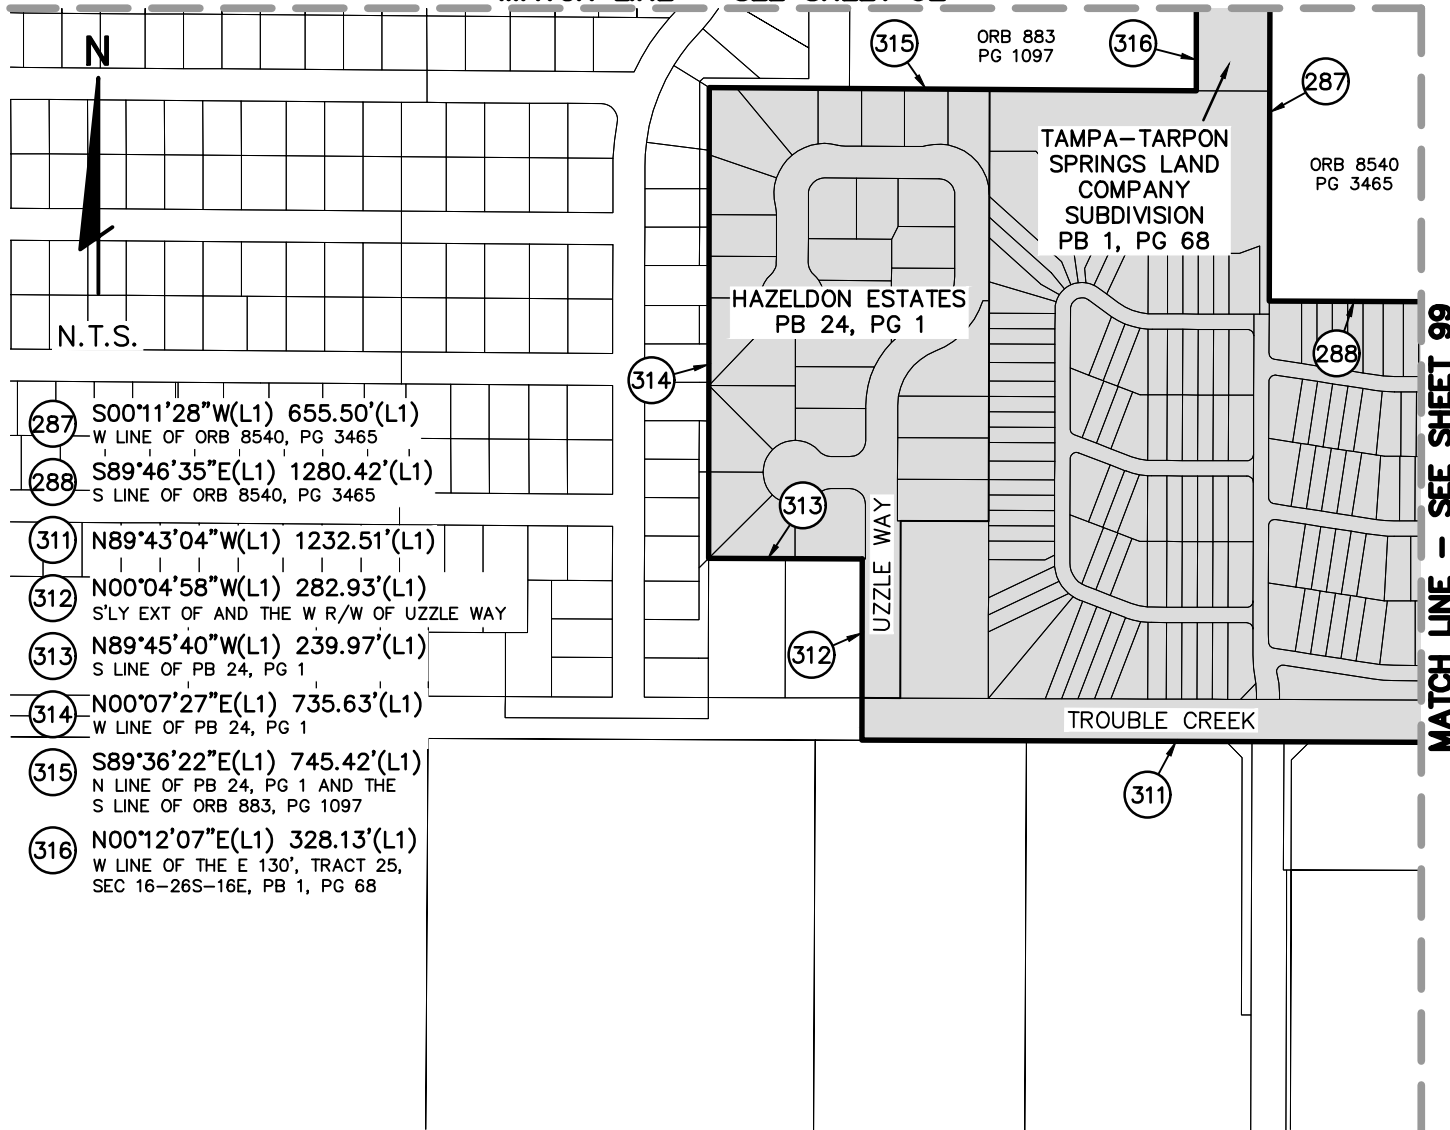 N
N.T.S.
315
ORB 883
PG 1097
316
287
TAMPA-TARPON
SPRINGS LAND
COMPANY
SUBDIVISION
PB 1, PG 68
ORB 8540
PG 3465
HAZELDON ESTATES
PB 24, PG 1
314
288
313
UZZLE WAY
312
TROUBLE CREEK
311
MATCH LINE - SEE SHEET 99
287 S00°11'28"W(L1) 655.50'(L1)
W LINE OF ORB 8540, PG 3465
288 S89°46'35"E(L1) 1280.42'(L1)
S LINE OF ORB 8540, PG 3465
311 N89°43'04"W(L1) 1232.51'(L1)
312 N00°04'58"W(L1) 282.93'(L1)
S'LY EXT OF AND THE W R/W OF UZZLE WAY
313 N89°45'40"W(L1) 239.97'(L1)
S LINE OF PB 24, PG 1
314 N00°07'27"E(L1) 735.63'(L1)
W LINE OF PB 24, PG 1
315 S89°36'22"E(L1) 745.42'(L1)
N LINE OF PB 24, PG 1 AND THE
S LINE OF ORB 883, PG 1097
316 N00°12'07"E(L1) 328.13'(L1)
W LINE OF THE E 130', TRACT 25,
SEC 16-26S-16E, PB 1, PG 68